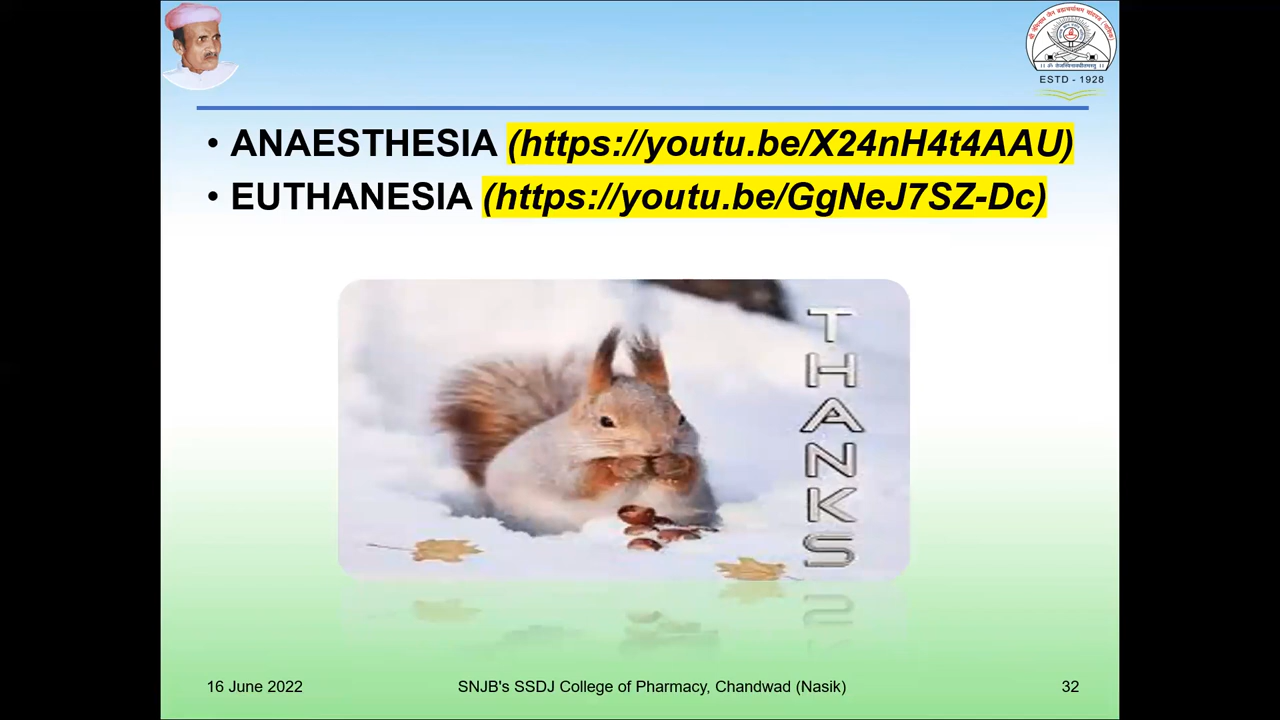 ESTD - 1928
• ANAESTHESIA (https://youtu.be/X24nH4t4AAU)
• EUTHANESIA (https://youtu.be/GgNeJ7SZ-Dc)
THANKS
16 June 2022
SNJB's SSDJ College of Pharmacy, Chandwad (Nasik)
32